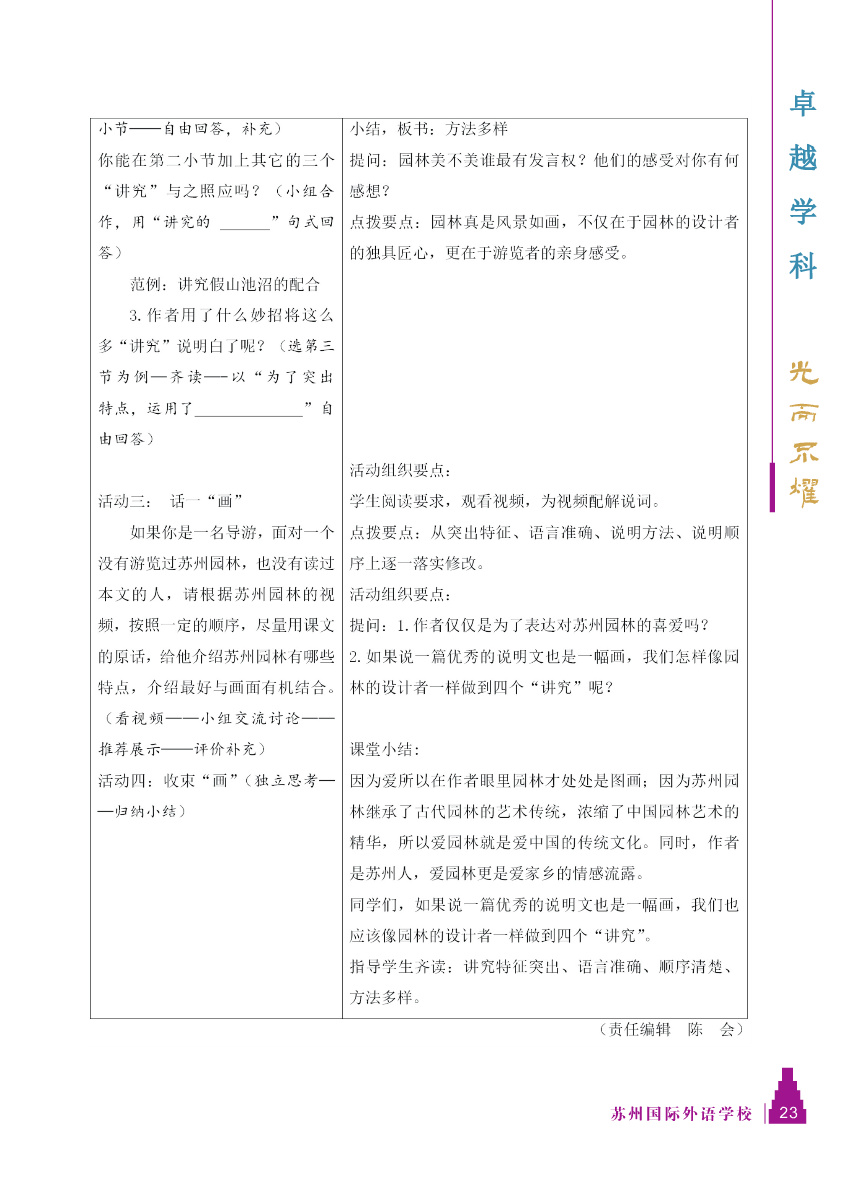 小节——自由回答，补充）
你能在第二小节加上其它的三个
“讲究”与之照应吗？（小组合
作，用“讲究的 ______”句式回
答）
范例：讲究假山池沼的配合
3.作者用了什么妙招将这么
多“讲究”说明白了呢？（选第三
节为例—齐读—-以“为了突出
特点，运用了_____________”自
由回答）
活动三： 话一“画”
如果你是一名导游，面对一个
没有游览过苏州园林，也没有读过
本文的人，请根据苏州园林的视
频，按照一定的顺序，尽量用课文
的原话，给他介绍苏州园林有哪些
特点，介绍最好与画面有机结合。
（看视频——小组交流讨论——
推荐展示——评价补充）
活动四：收束“画”（独立思考—
—归纳小结）
小结，板书：方法多样
提问：园林美不美谁最有发言权？他们的感受对你有何
感想？
点拨要点：园林真是风景如画，不仅在于园林的设计者
的独具匠心，更在于游览者的亲身感受。
活动组织要点：
学生阅读要求，观看视频，为视频配解说词。
点拨要点：从突出特征、语言准确、说明方法、说明顺
序上逐一落实修改。
活动组织要点：
提问：1.作者仅仅是为了表达对苏州园林的喜爱吗？
2.如果说一篇优秀的说明文也是一幅画，我们怎样像园
林的设计者一样做到四个“讲究”呢？
课堂小结：
因为爱所以在作者眼里园林才处处是图画；因为苏州园
林继承了古代园林的艺术传统，浓缩了中国园林艺术的
精华，所以爱园林就是爱中国的传统文化。同时，作者
是苏州人，爱园林更是爱家乡的情感流露。
同学们，如果说一篇优秀的说明文也是一幅画，我们也
应该像园林的设计者一样做到四个“讲究”。
指导学生齐读：讲究特征突出、语言准确、顺序清楚、
方法多样。
（责任编辑 陈 会）
卓越学科
光而不耀
苏州国际外语学校 23